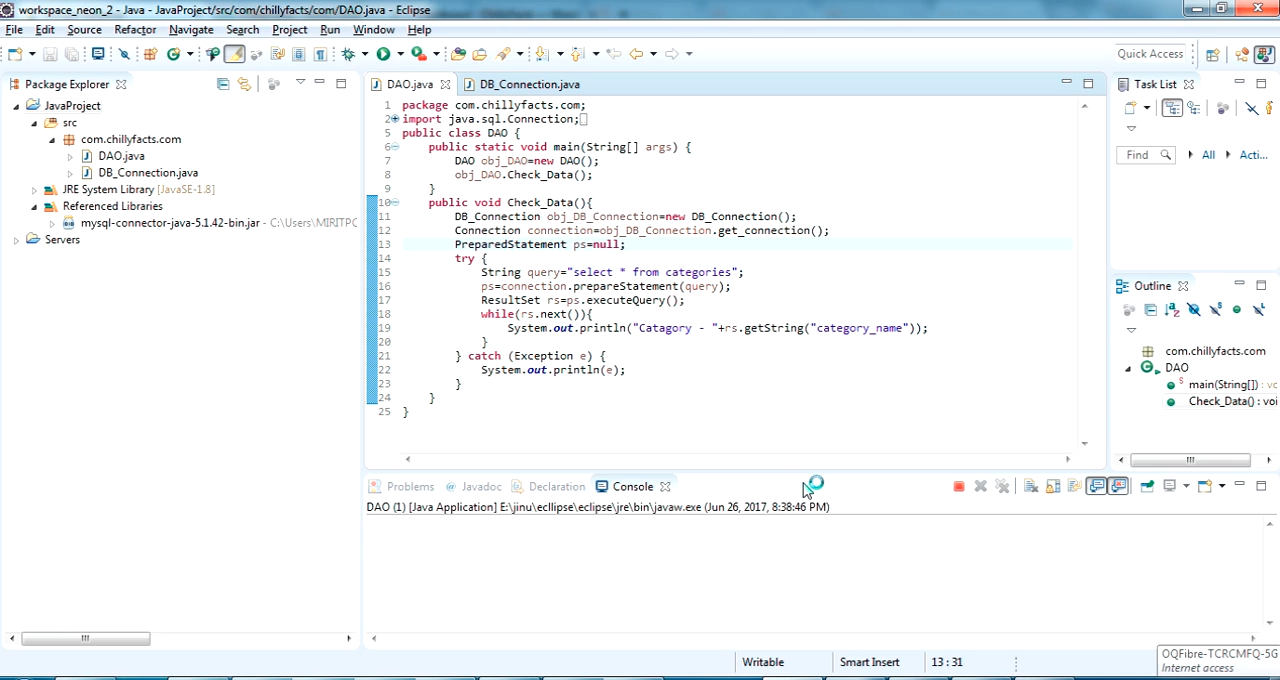 workspace_neon_2 - Java - JavaProject/src/com/chillyfacts/com/DAO.java - Eclipse
File Edit Source Refactor Navigate Search Project Run Window Help
Quick Access
Package Explorer
JavaProject
src
com.chillyfacts.com
DAO.java
DB_Connection.java
JRE System Library [JavaSE-1.8]
Referenced Libraries
mysql-connector-java-5.1.42-bin.jar - C:\Users\MIRITPC
Servers
DAO.java DB_Connection.java
1 package com.chillyfacts.com;
2 import java.sql.Connection;
5 public class DAO {
6 public static void main(String[] args) {
7 DAO obj_DAO=new DAO();
8 obj_DAO.Check_Data();
9 }
10 public void Check_Data(){
11 DB_Connection obj_DB_Connection=new DB_Connection();
12 Connection connection=obj_DB_Connection.get_connection();
13 PreparedStatement ps=null;
14 try {
15 String query="select * from categories";
16 ps=connection.prepareStatement(query);
17 ResultSet rs=ps.executeQuery();
18 while(rs.next()){
19 System.out.println("Catagory - "+rs.getString("category_name"));
20 }
21 } catch (Exception e) {
22 System.out.println(e);
23 }
24 }
25 }
Task List
Find All Acti...
Outline
com.chillyfacts.com
DAO
S main(String[]) : vc
Check_Data() : voi
Problems @ Javadoc Declaration Console
DAO (1) [Java Application] E:\jinu\ecllipse\eclipse\jre\bin\javaw.exe (Jun 26, 2017, 8:38:46 PM)
Writable Smart Insert 13 : 31
OQFibre-TCRCMFQ-5G
Internet access